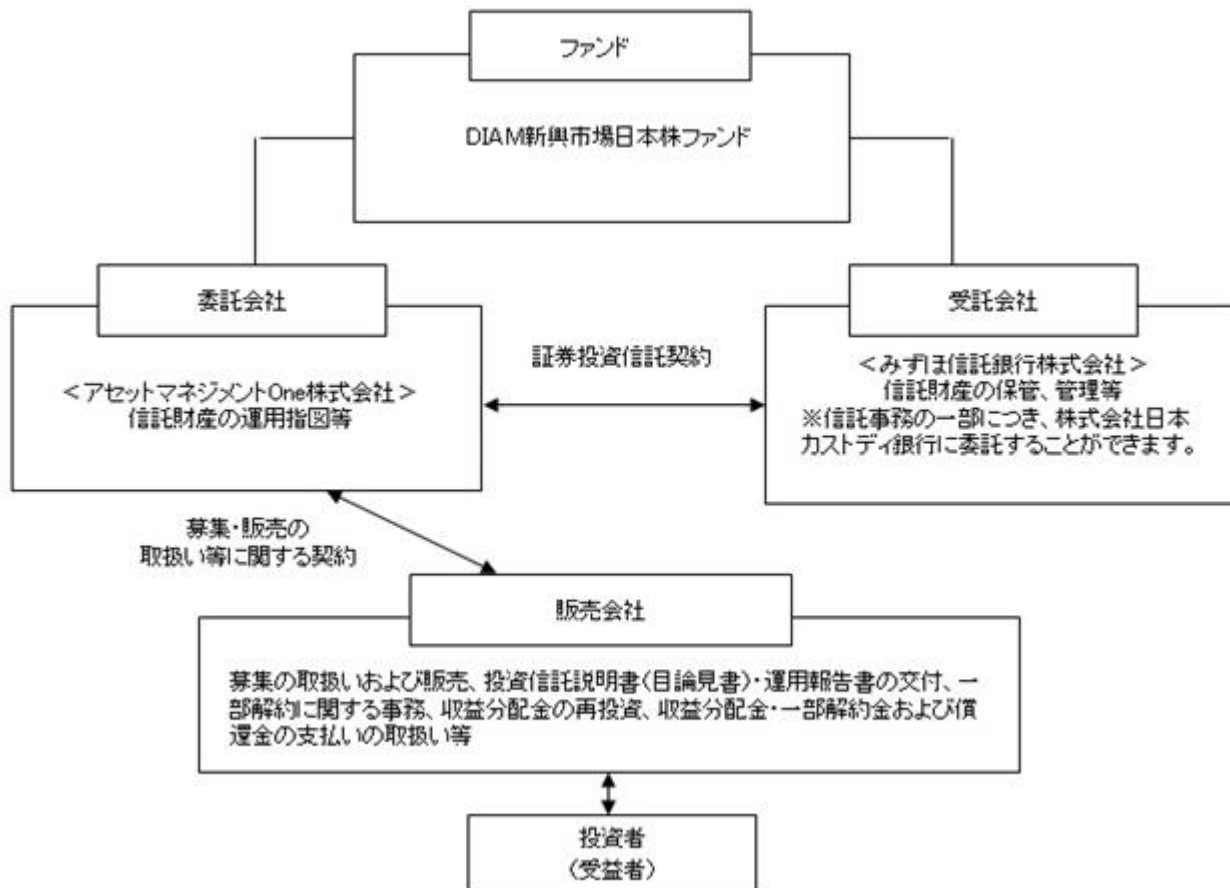 ファンド
DIAM新興市場日本株ファンド
委託会社
<アセットマネジメントOne株式会社>
信託財産の運用指図等
証券投資信託契約
受託会社
<みずほ信託銀行株式会社>
信託財産の保管、管理等
※信託事務の一部につき、株式会社日本
カストディ銀行に委託することができます。
募集・販売の
取扱い等に関する契約
販売会社
募集の取扱いおよび販売、投資信託説明書(目論見書)・運用報告書の交付、一
部解約に関する事務、収益分配金の再投資、収益分配金・一部解約金および償
還金の支払いの取扱い等
投資者
(受益者)